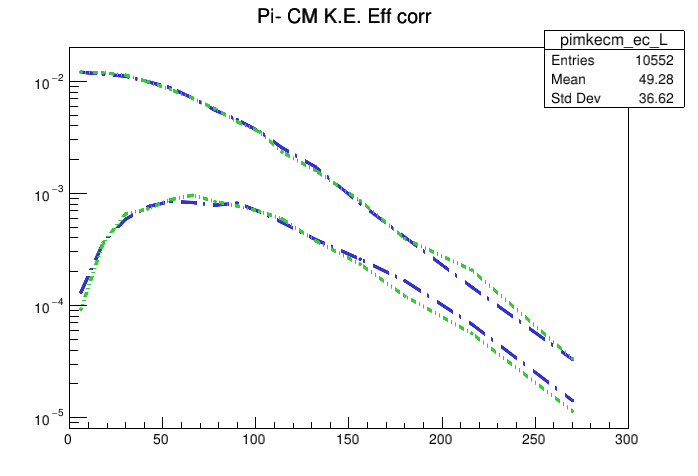 Pi- CM K.E. Eff corr
pimkecm_ec_L
Entries 10552
Mean 49.28
Std Dev 36.62
10−2
10−3
10−4
10−5
0 50 100 150 200 250 300